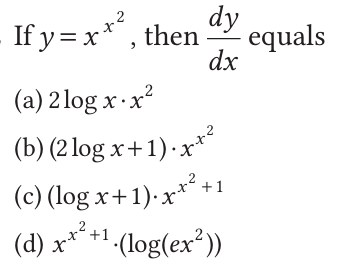 If y = x^{x^2}, then \frac{dy}{dx} equals
(a) 2 log x · x^2
(b) (2 log x + 1) · x^{x^2}
(c) (log x + 1) · x^{x^2 + 1}
(d) x^{x^2 + 1} · (log(ex^2))